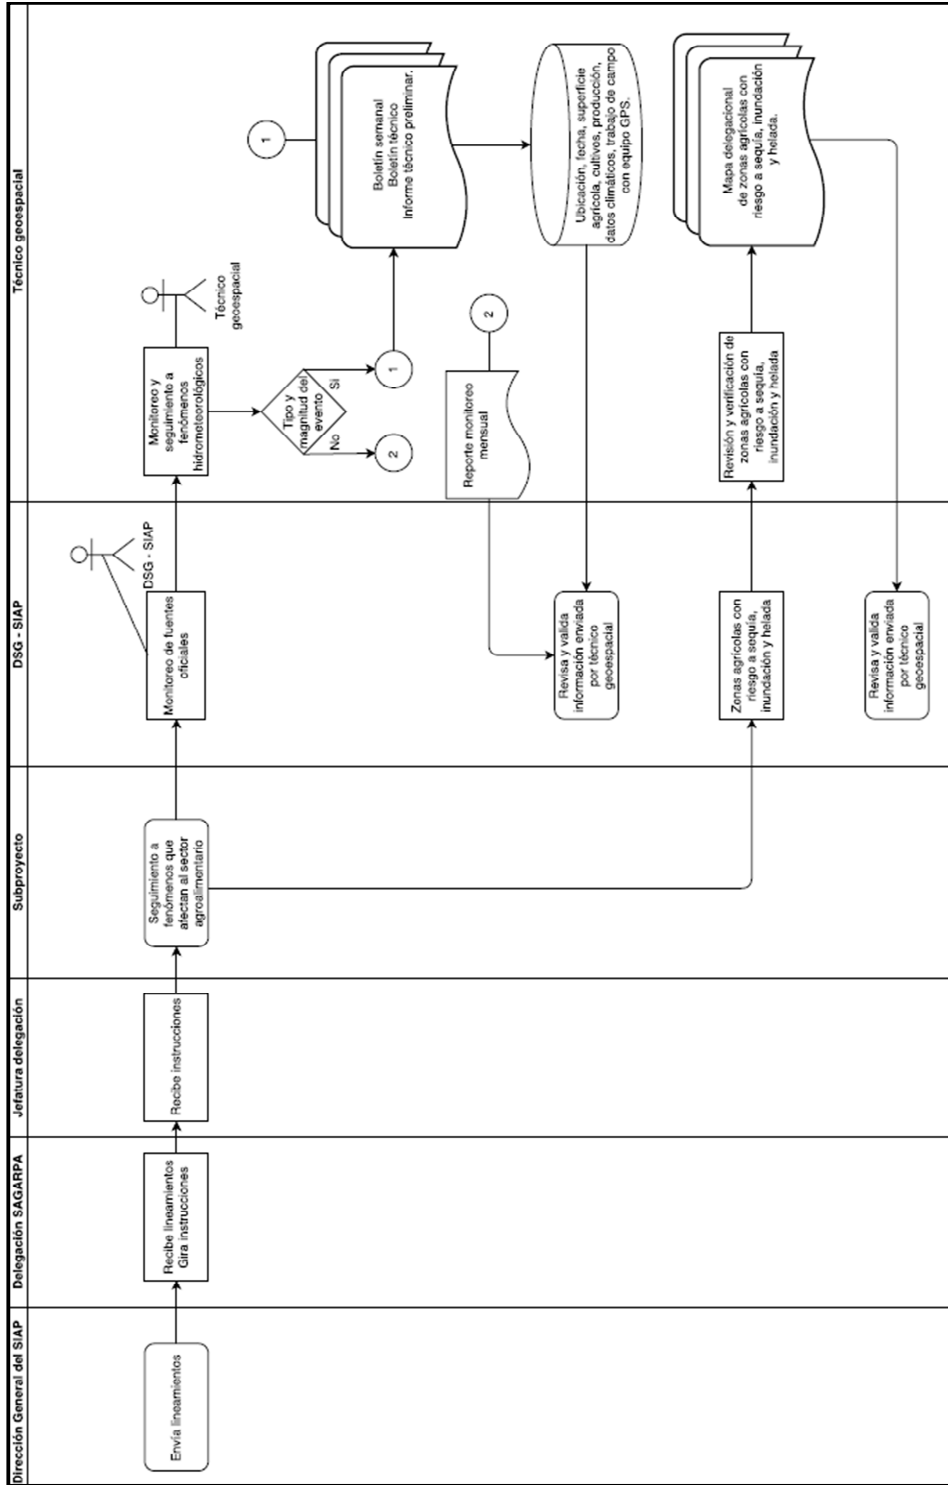 Dirección General del SIAP
Delegación SAGARPA
Jefatura delegación
Subproyecto
DSG - SIAP
Técnico geoespacial
Envía lineamientos
Recibe lineamientos
Gira instrucciones
Recibe instrucciones
Seguimiento a
fenómenos que
afectan al sector
agroalimentario
Monitoreo de fuentes
oficiales
DSG - SIAP
Monitoreo y
seguimiento a
fenómenos
hidrometeorológicos
Técnico
geoespacial
Tipo y
magnitud del
evento
No
Si
2
1
1
Boletín semanal
Boletín técnico
Informe técnico preliminar.
Reporte monitoreo
mensual
2
Ubicación, fecha, superficie
agrícola, cultivos, producción,
datos climáticos, trabajo de campo
con equipo GPS.
Revisa y valida
información enviada
por técnico
geoespacial
Zonas agrícolas con
riesgo a sequía,
inundación y helada
Revisión y verificación de
zonas agrícolas con
riesgo a sequía,
inundación y helada
Mapa delegacional
de zonas agrícolas con
riesgo a sequía, inundación
y helada.
Revisa y valida
información enviada
por técnico
geoespacial